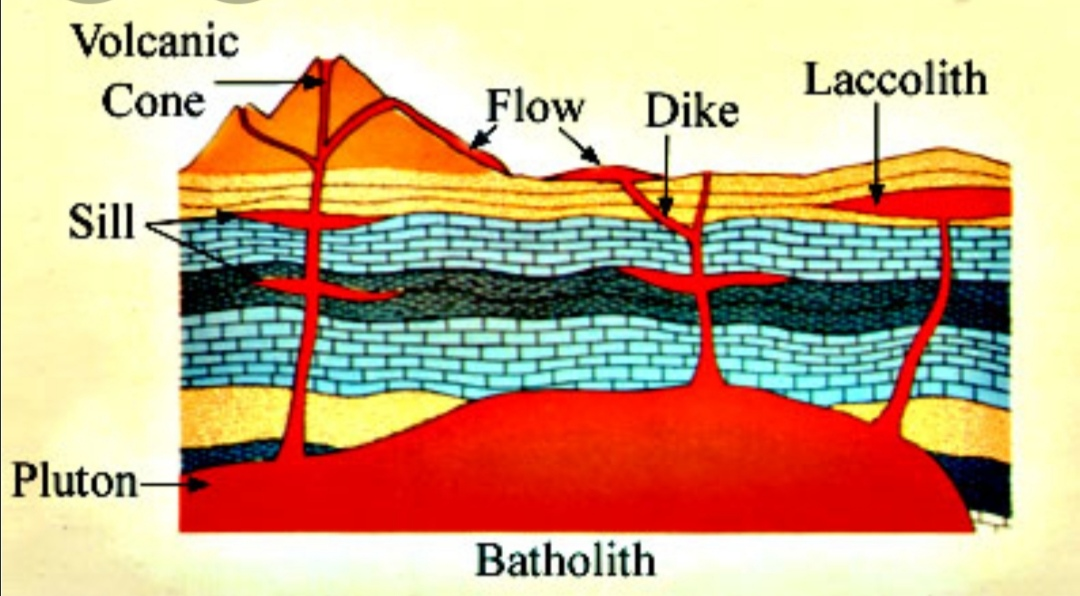 Volcanic
Cone
Flow
Dike
Laccolith
Sill
Pluton
Batholith